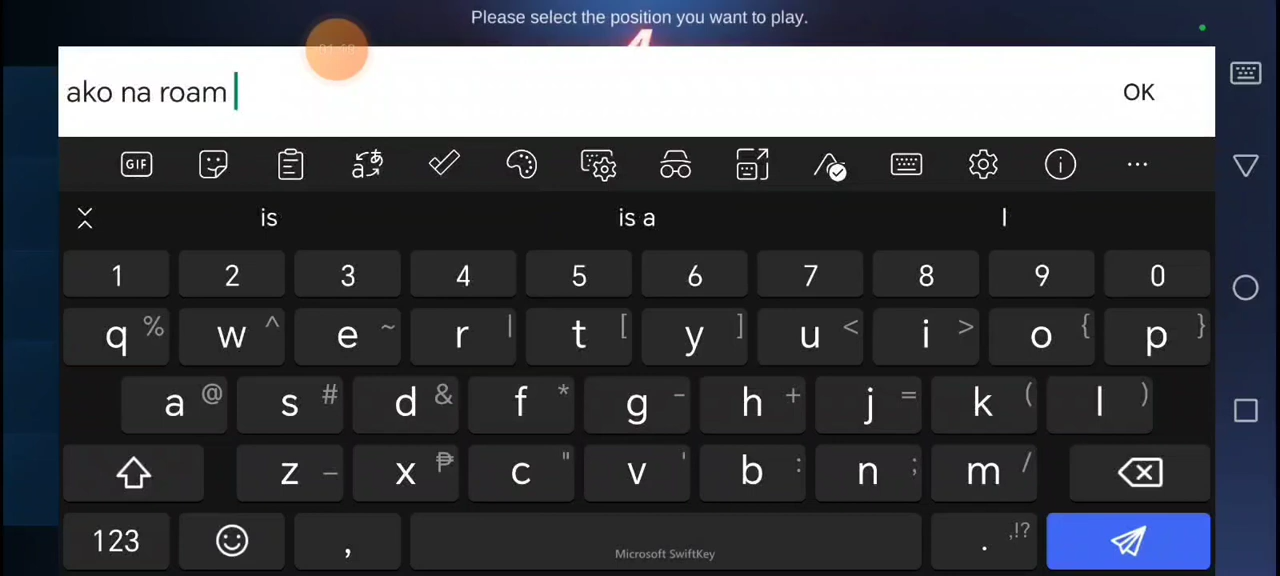 Please select the position you want to play.
ako na roam
OK
GIF
is
is a
I
1 2 3 4 5 6 7 8 9 0
q % w ^ e ~ r | t [ y ] u < i > o { p }
a @ s # d & f * g - h + j = k ( l )
z _ x ₱ c " v ' b : n ; m /
123 , . ,!?
Microsoft SwiftKey